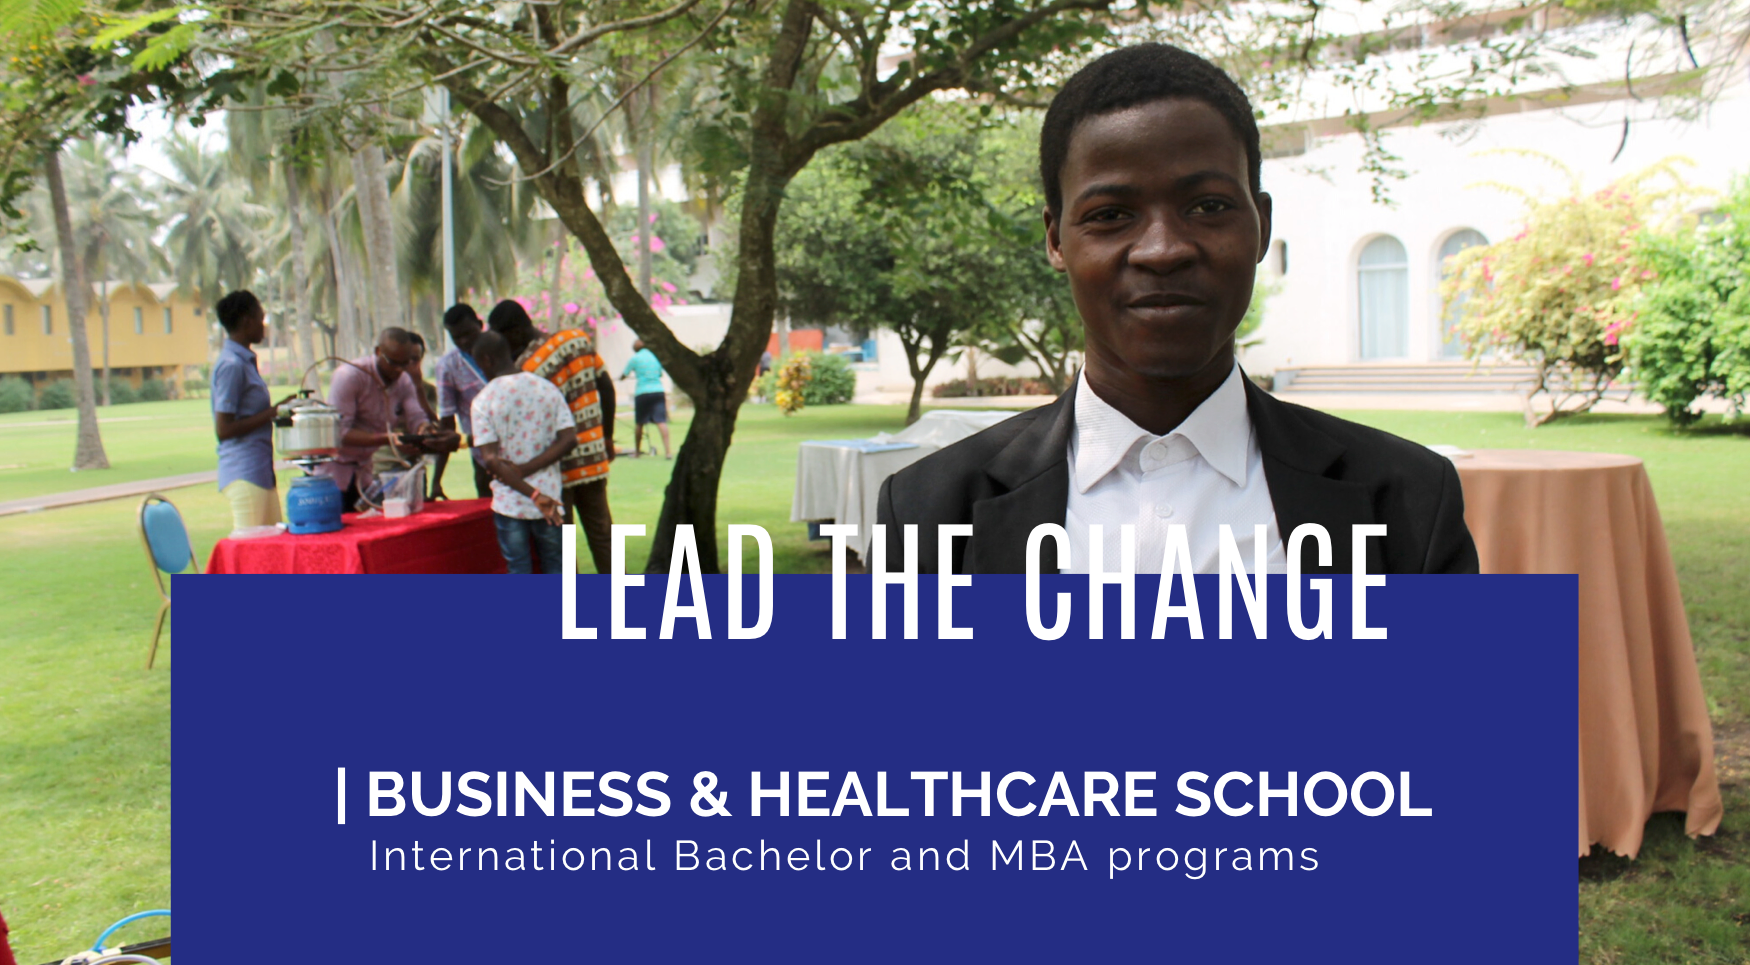 LEAD THE CHANGE
| BUSINESS & HEALTHCARE SCHOOL
International Bachelor and MBA programs